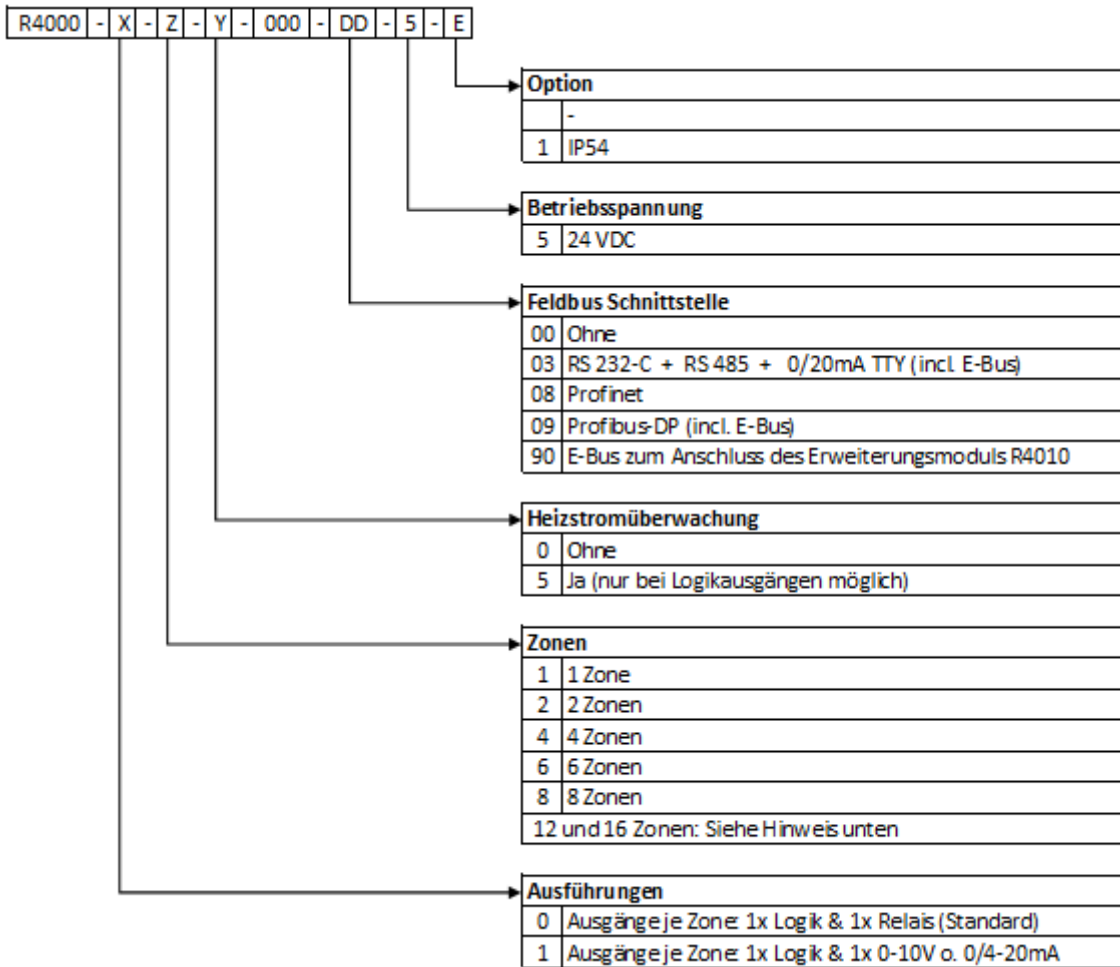 R4000 - X - Z - Y - 000 - DD - 5 - E
Option
-
1 IP54
Betriebsspannung
5 24 VDC
Feldbus Schnittstelle
00 Ohne
03 RS 232-C + RS 485 + 0/20mA TTY (incl. E-Bus)
08 Profinet
09 Profibus-DP (incl. E-Bus)
90 E-Bus zum Anschluss des Erweiterungsmoduls R4010
Heizstromüberwachung
0 Ohne
5 Ja (nur bei Logikausgängen möglich)
Zonen
1 1 Zone
2 2 Zonen
4 4 Zonen
6 6 Zonen
8 8 Zonen
12 und 16 Zonen: Siehe Hinweis unten
Ausführungen
0 Ausgänge je Zone: 1x Logik & 1x Relais (Standard)
1 Ausgänge je Zone: 1x Logik & 1x 0-10V o. 0/4-20mA